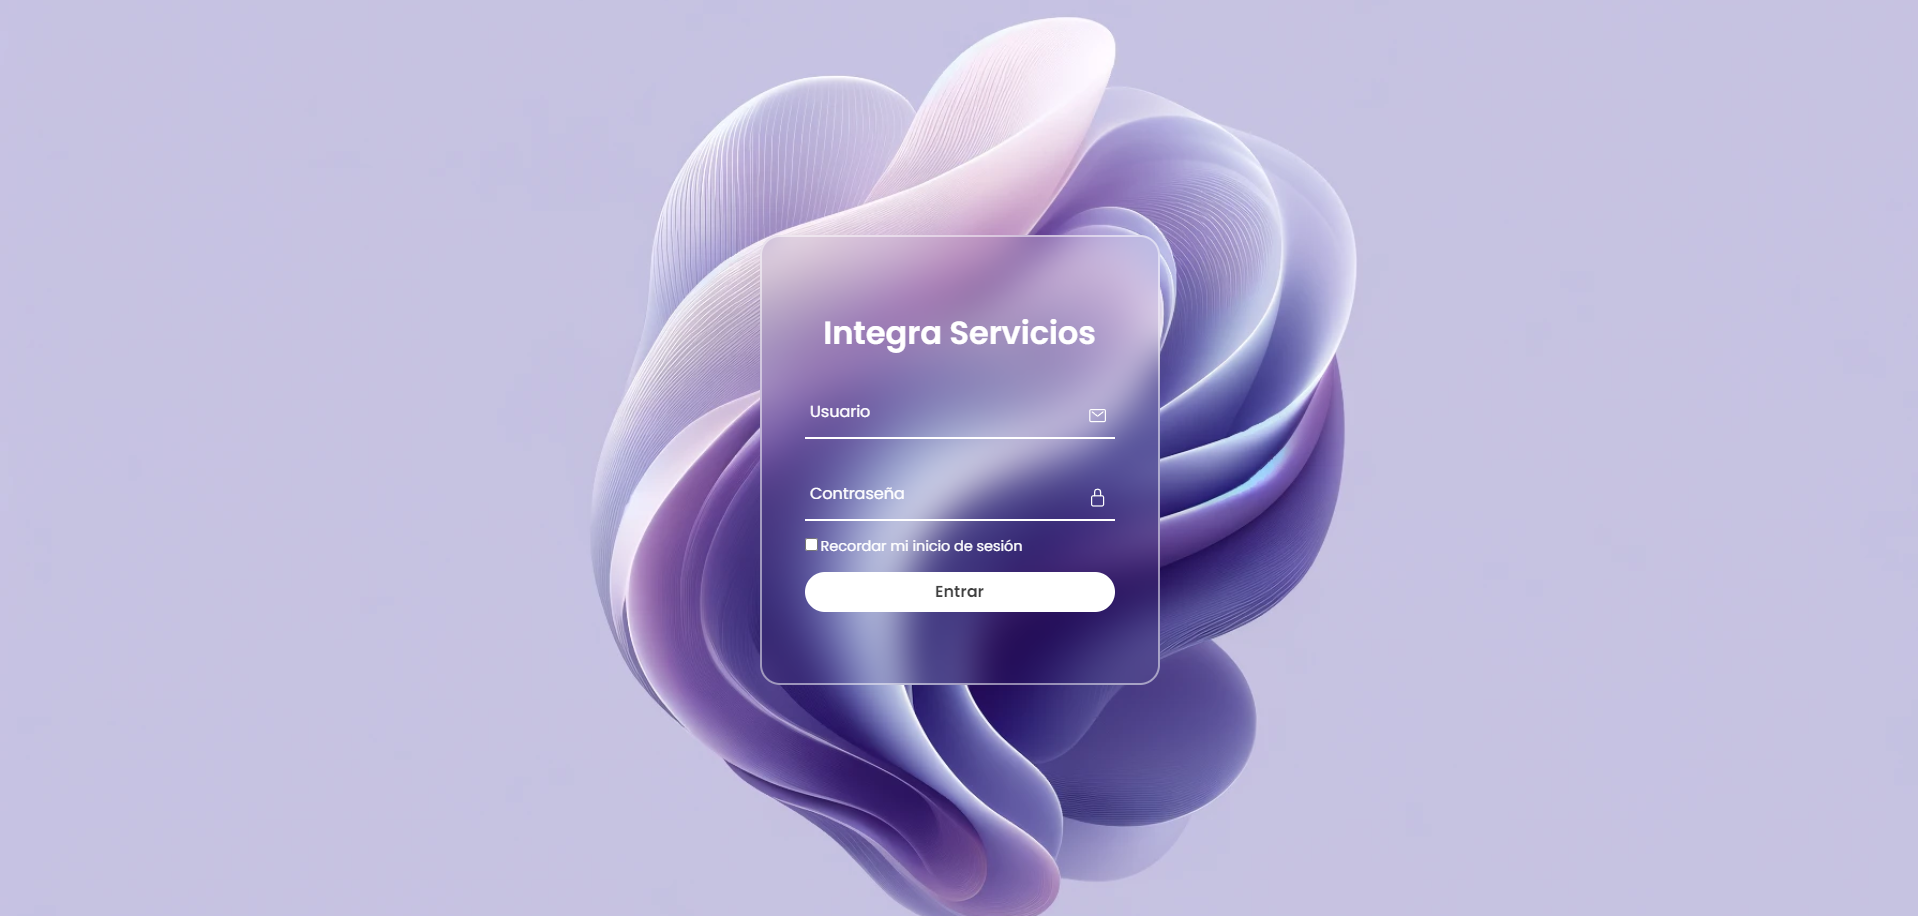 Integra Servicios
Usuario
Contraseña
Recordar mi inicio de sesión
Entrar